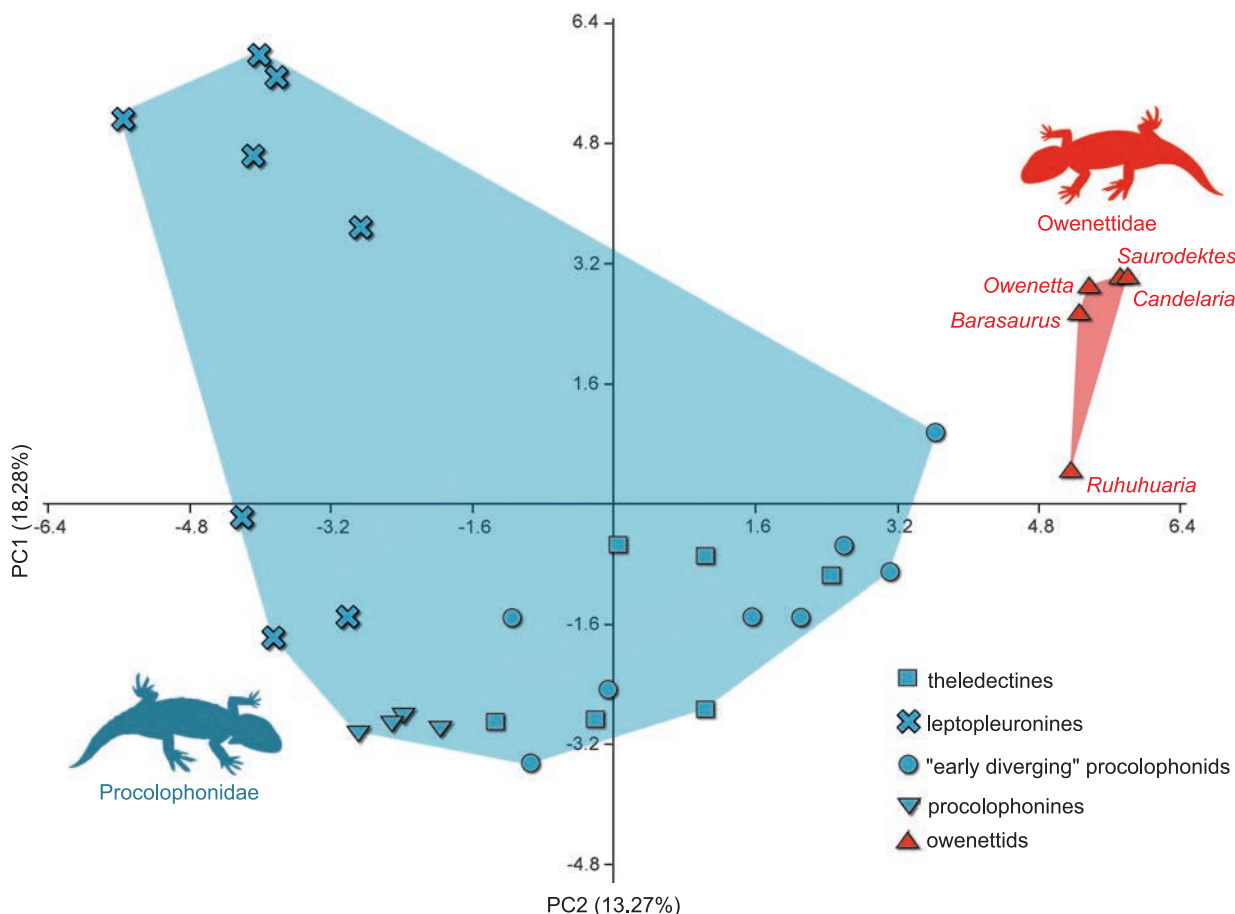 6.4
4.8
3.2
1.6
-1.6
-3.2
-4.8
-6.4
-4.8
-3.2
-1.6
1.6
3.2
4.8
6.4
PC1 (18.28%)
PC2 (13.27%)
Owenettidae
Saurodektes
Owenetta
Candelaria
Barasaurus
Ruhuhuaria
Procolophonidae
theledectines
leptopleuronines
"early diverging" procolophonids
procolophonines
owenettids